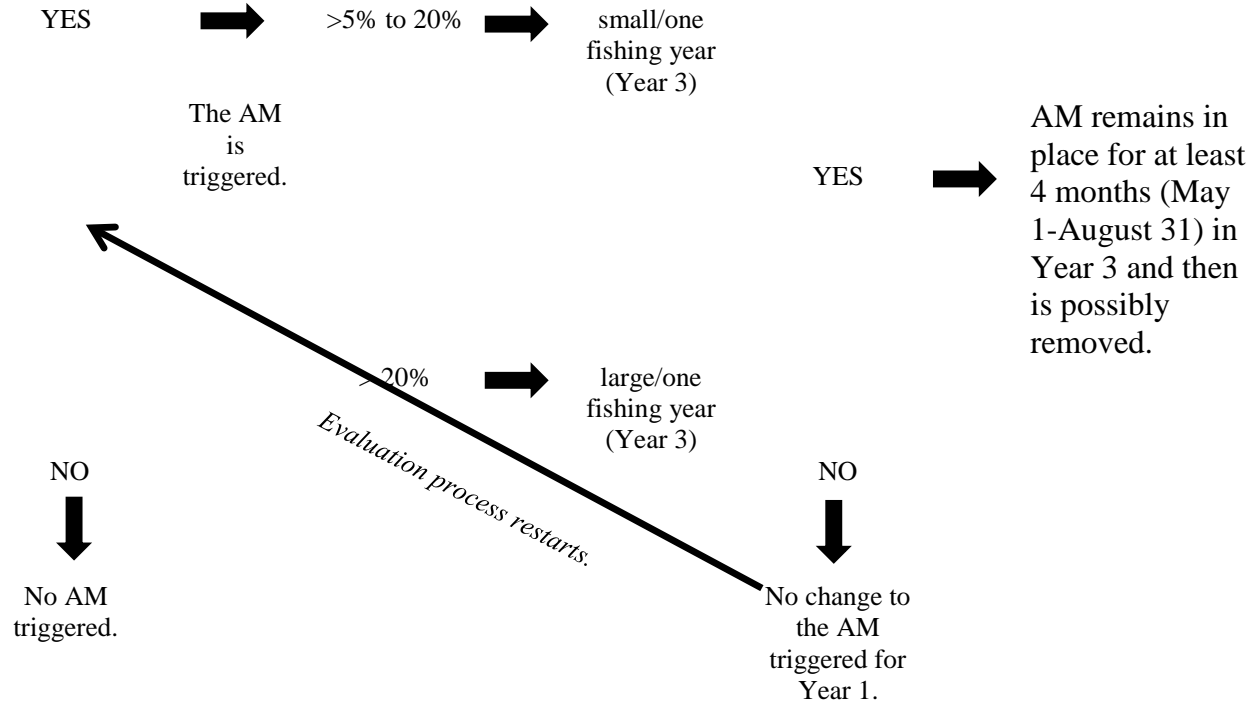 YES
>5% to 20%
small/one
fishing year
(Year 3)
The AM
is
triggered.
YES
AM remains in
place for at least
4 months (May
1-August 31) in
Year 3 and then
is possibly
removed.
> 20%
large/one
fishing year
(Year 3)
Evaluation process restarts.
NO
NO
No AM
triggered.
No change to
the AM
triggered for
Year 1.